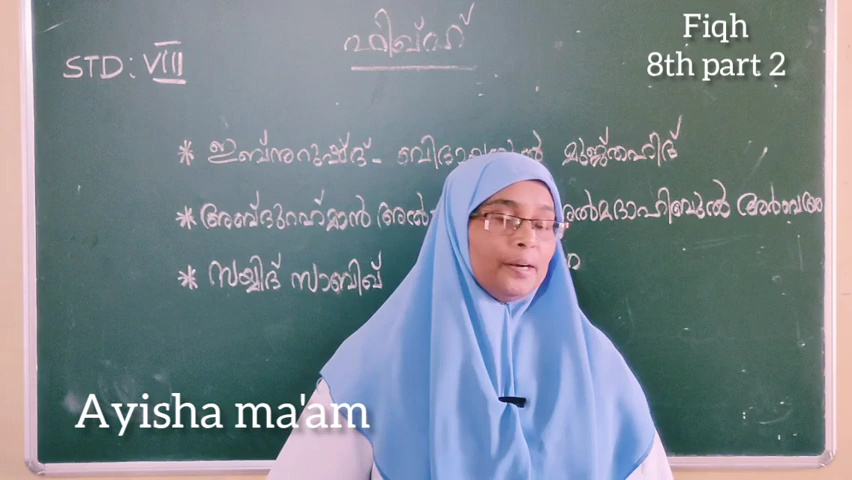 ഫിഖ്ഹ്
Fiqh
8th part 2
STD: VIII
* ഇബ്നുറുഷ്ദ് - ബിദായതുൽ മുജ്തഹിദ്
* അബ്ദുറഹ്മാൻ അൽ അൽമദാഹിബുൽ അർബഅ
* സയ്യിദ് സാബിഖ്
Ayisha ma'am